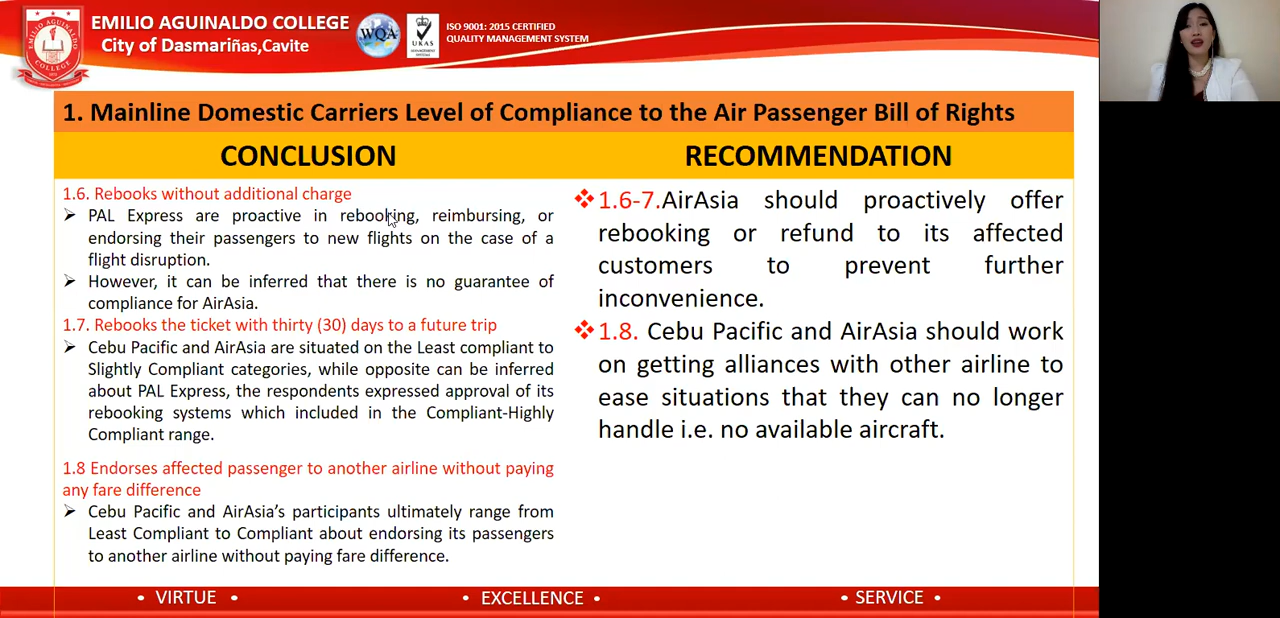 EMILIO AGUINALDO COLLEGE
City of Dasmariñas,Cavite
WQA
UKAS
ISO 9001: 2015 CERTIFIED
QUALITY MANAGEMENT SYSTEM
1. Mainline Domestic Carriers Level of Compliance to the Air Passenger Bill of Rights
CONCLUSION
1.6. Rebooks without additional charge
➢ PAL Express are proactive in rebooking, reimbursing, or
endorsing their passengers to new flights on the case of a
flight disruption.
➢ However, it can be inferred that there is no guarantee of
compliance for AirAsia.
1.7. Rebooks the ticket with thirty (30) days to a future trip
➢ Cebu Pacific and AirAsia are situated on the Least compliant to
Slightly Compliant categories, while opposite can be inferred
about PAL Express, the respondents expressed approval of its
rebooking systems which included in the Compliant-Highly
Compliant range.
1.8 Endorses affected passenger to another airline without paying
any fare difference
➢ Cebu Pacific and AirAsia's participants ultimately range from
Least Compliant to Compliant about endorsing its passengers
to another airline without paying fare difference.
RECOMMENDATION
❖ 1.6-7.AirAsia should proactively offer
rebooking or refund to its affected
customers to prevent further
inconvenience.
❖ 1.8. Cebu Pacific and AirAsia should work
on getting alliances with other airline to
ease situations that they can no longer
handle i.e. no available aircraft.
• VIRTUE •
• EXCELLENCE •
• SERVICE •